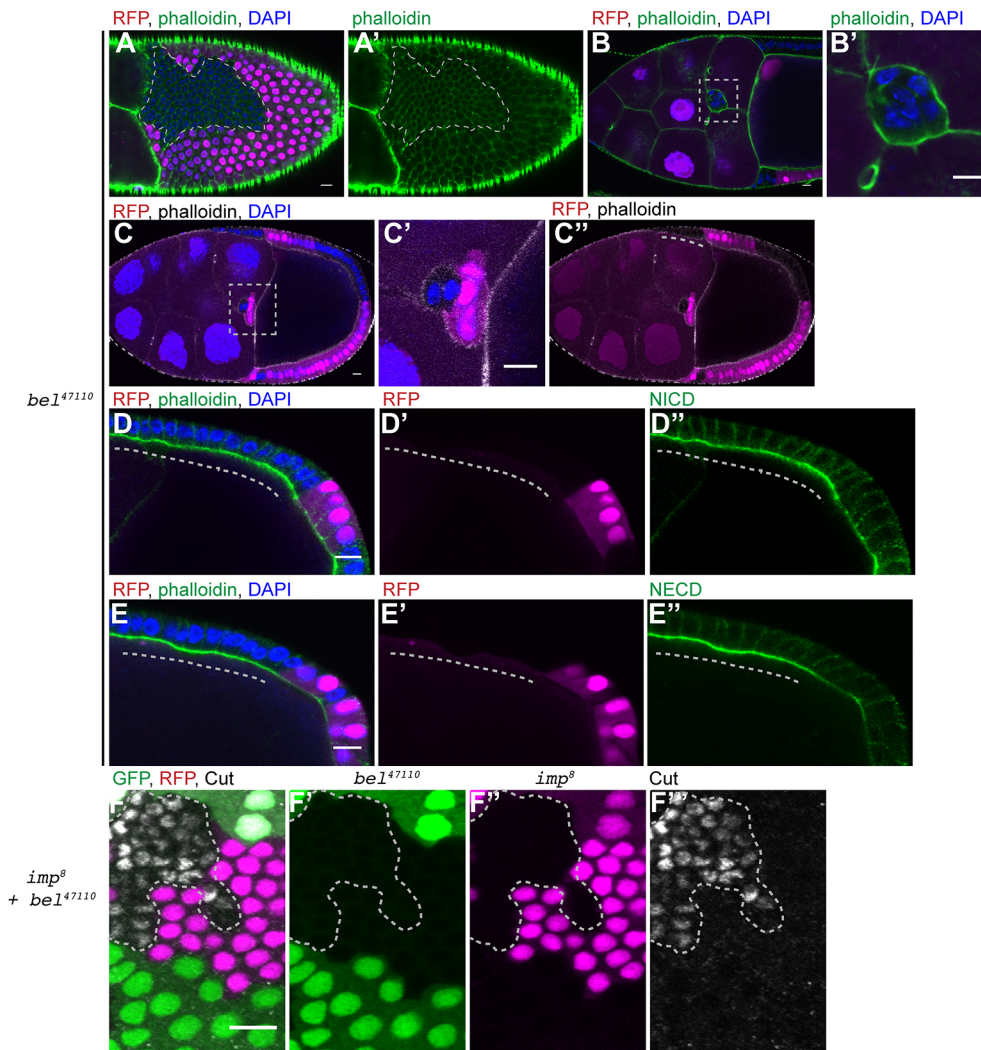 RFP, phalloidin, DAPI phalloidin RFP, phalloidin, DAPI phalloidin, DAPI
A A’ B B’
RFP, phalloidin, DAPI RFP, phalloidin
C C’ C’’
bel47110
RFP, phalloidin, DAPI RFP NICD
D D’ D’’
RFP, phalloidin, DAPI RFP NECD
E E’ E’’
GFP, RFP, Cut bel47110 imp8 Cut
F F’ F’’ F’’’
imp8
+ bel47110